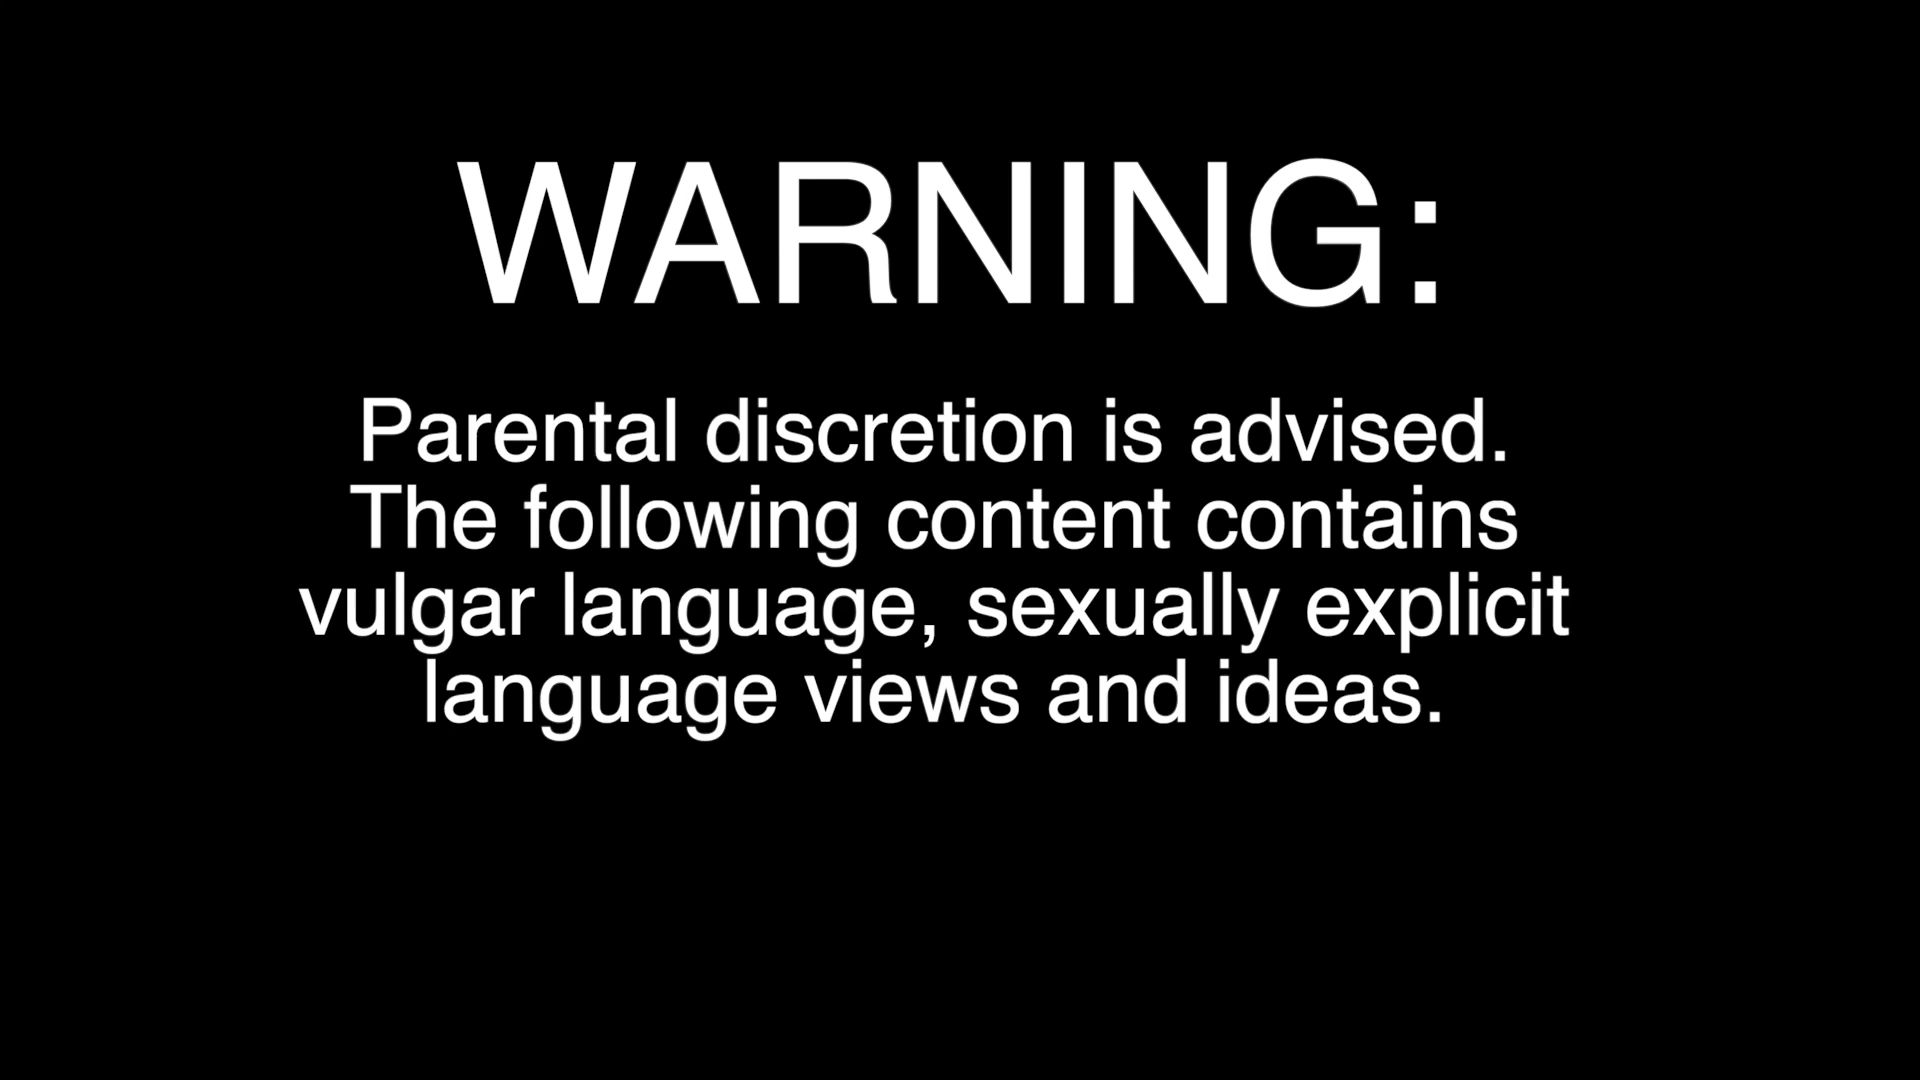 WARNING:
Parental discretion is advised.
The following content contains
vulgar language, sexually explicit
language views and ideas.